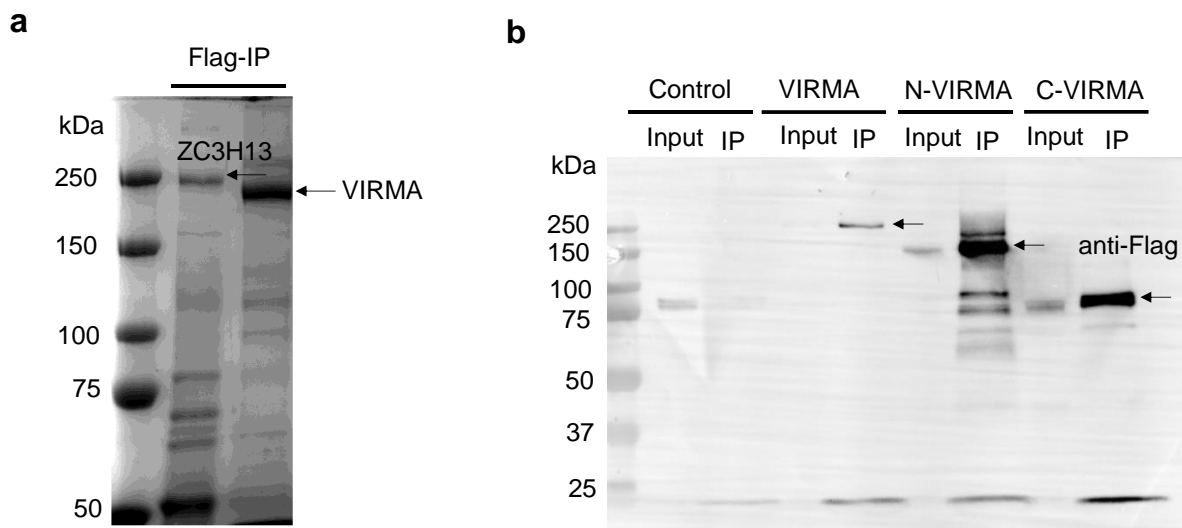 a
Flag-IP
kDa
ZC3H13
250
VIRMA
150
100
75
50
b
Control VIRMA N-VIRMA C-VIRMA
Input IP Input IP Input IP Input IP
kDa
250
150
anti-Flag
100
75
50
37
25